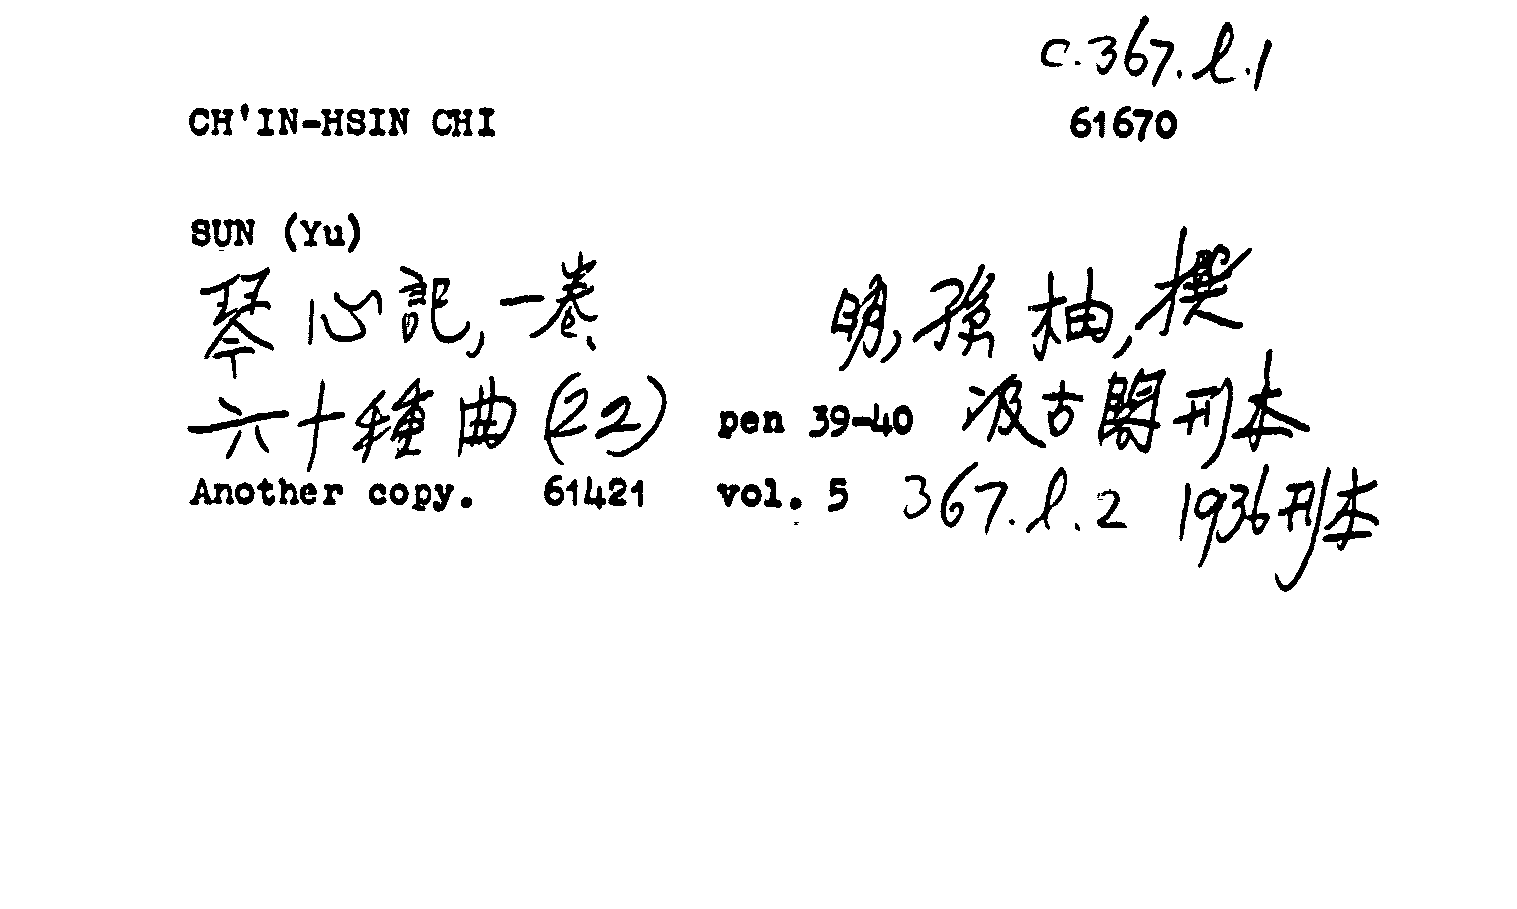 c.367.l.1
CH'IN-HSIN CHI 61670
SUN (Yu)
琴心記, 一卷、 明, 孫柚, 撰
六十種曲(22) pen 39-40 汲古閣刊本
Another copy. 61421 vol. 5 367.l.2 1936刊本